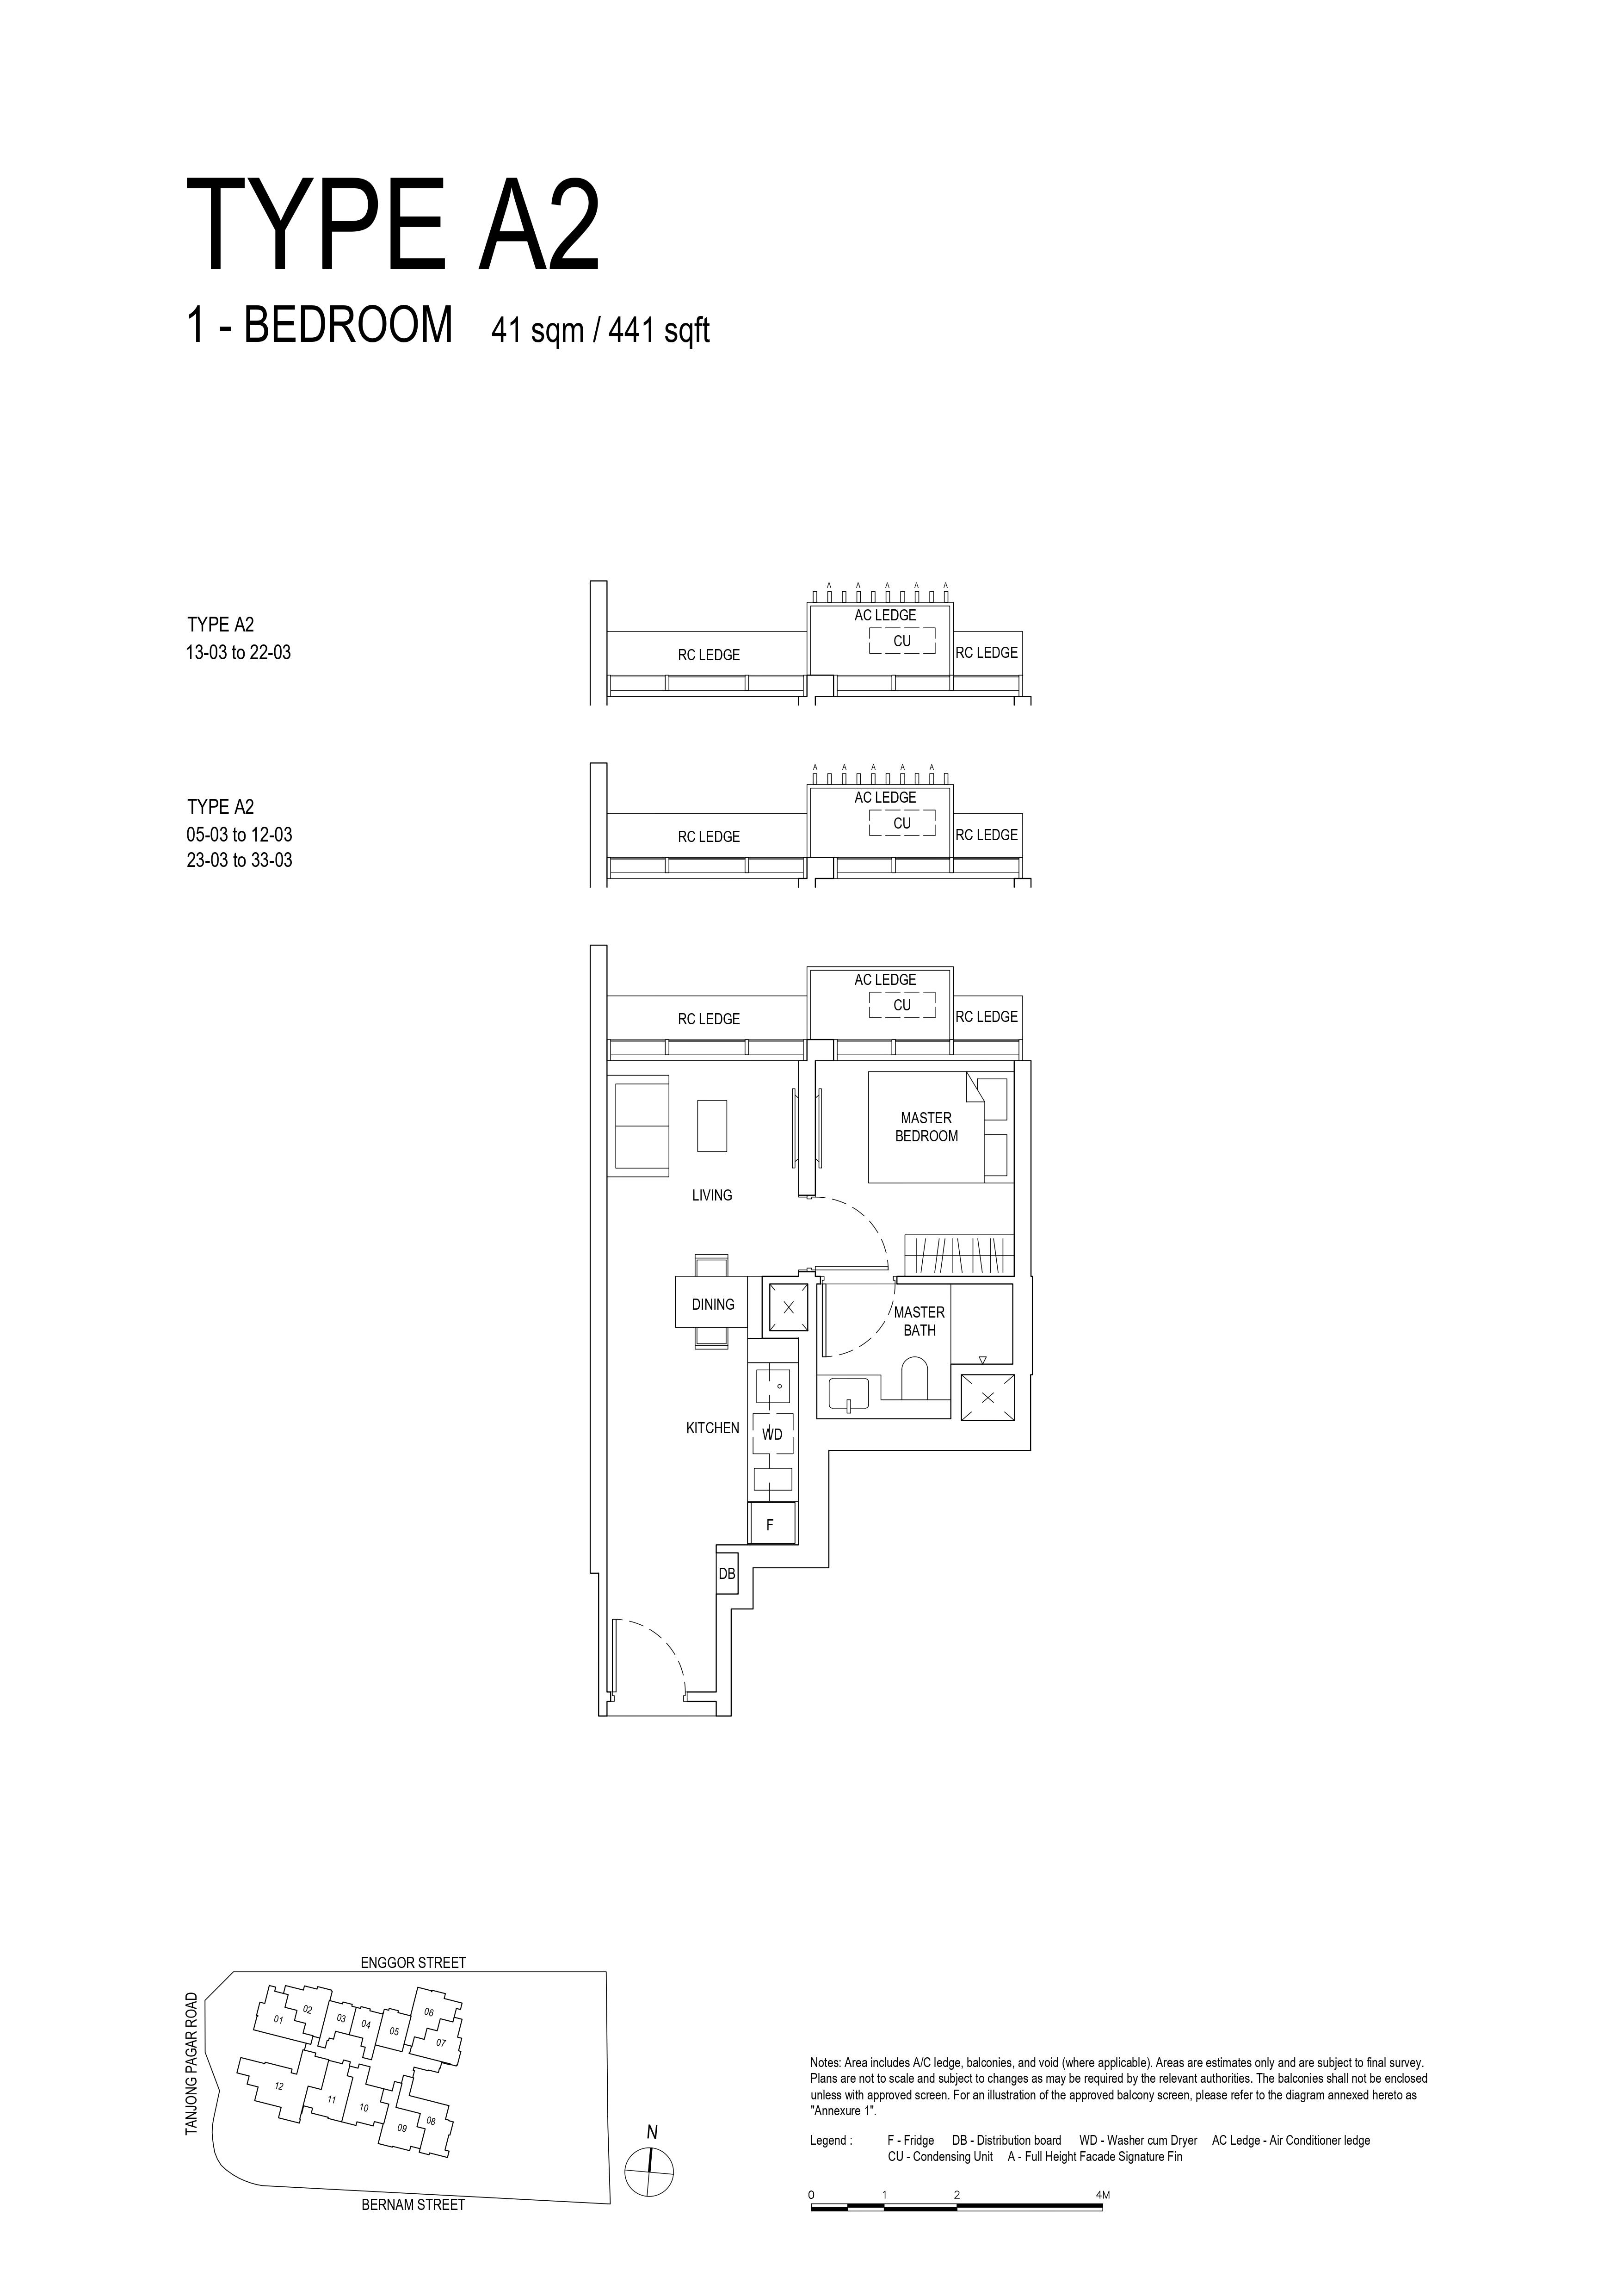 TYPE A2
1 - BEDROOM 41 sqm / 441 sqft
TYPE A2
13-03 to 22-03
A A A A A
AC LEDGE
CU
RC LEDGE
RC LEDGE
TYPE A2
05-03 to 12-03
23-03 to 33-03
A A A A A
AC LEDGE
CU
RC LEDGE
RC LEDGE
AC LEDGE
CU
RC LEDGE
RC LEDGE
MASTER
BEDROOM
LIVING
DINING
MASTER
BATH
KITCHEN
WD
F
DB
ENGGOR STREET
TANJONG PAGAR ROAD
01
02
03
04
05
06
07
12
11
10
09
08
BERNAM STREET
N
Notes: Area includes A/C ledge, balconies, and void (where applicable). Areas are estimates only and are subject to final survey.
Plans are not to scale and subject to changes as may be required by the relevant authorities. The balconies shall not be enclosed
unless with approved screen. For an illustration of the approved balcony screen, please refer to the diagram annexed hereto as
"Annexure 1".
Legend : F - Fridge DB - Distribution board WD - Washer cum Dryer AC Ledge - Air Conditioner ledge
CU - Condensing Unit A - Full Height Facade Signature Fin
0 1 2 4M